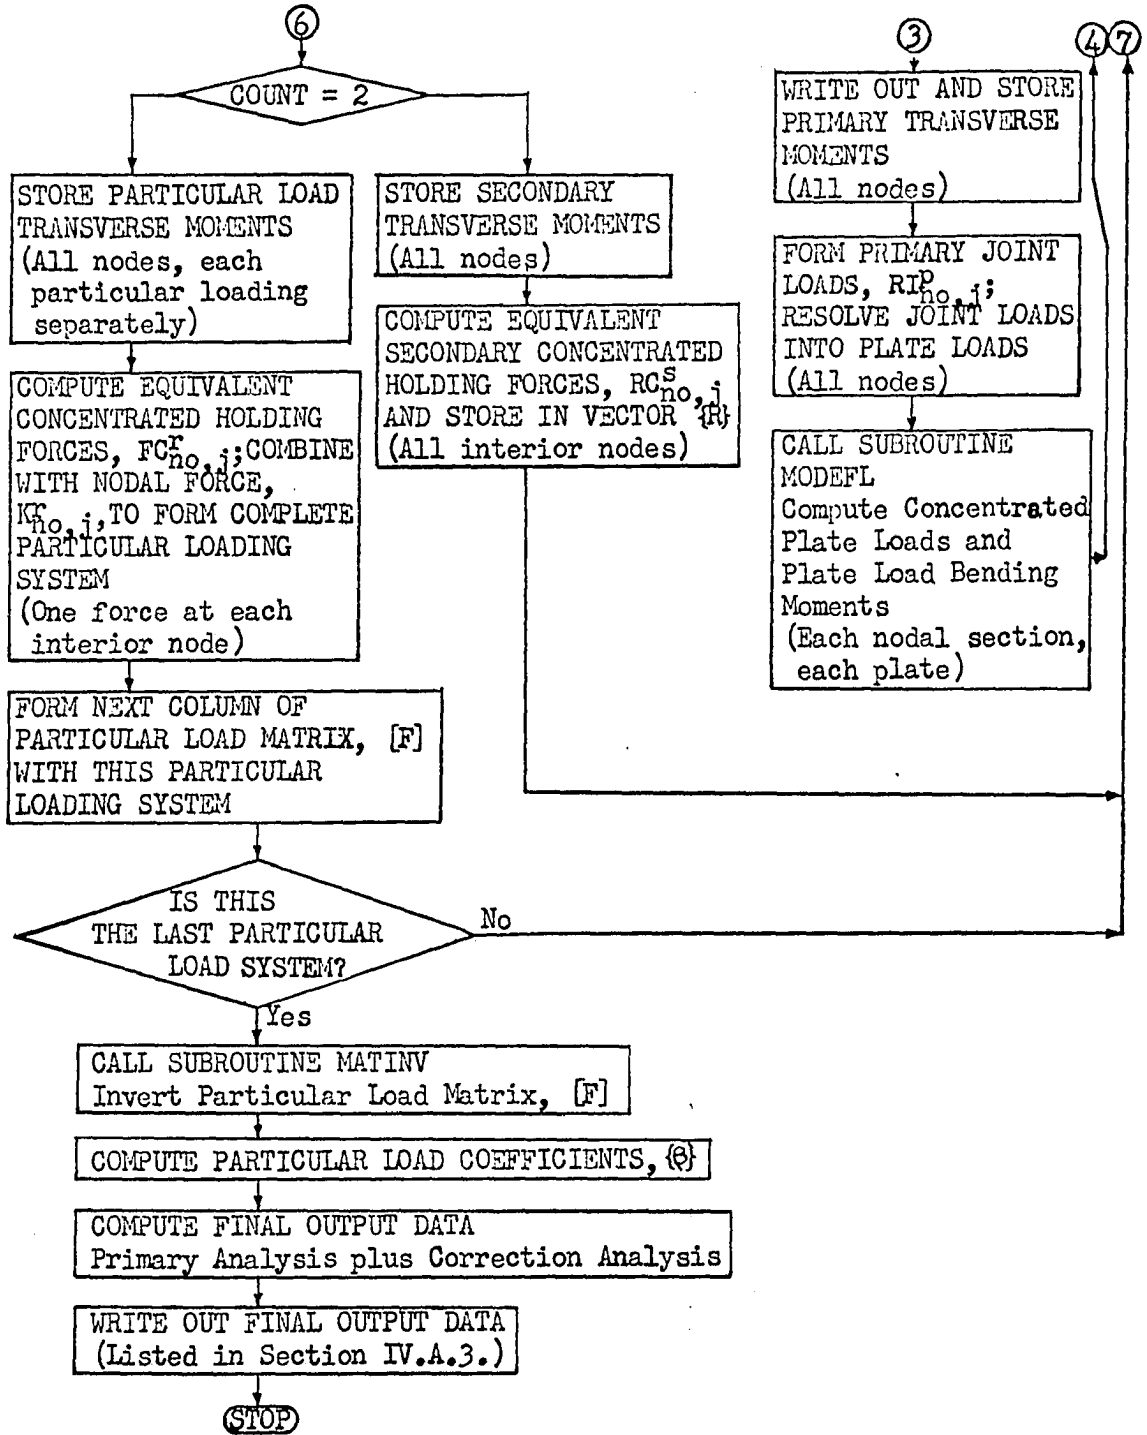 6
COUNT = 2
STORE PARTICULAR LOAD
TRANSVERSE MOMENTS
(All nodes, each
particular loading
separately)
STORE SECONDARY
TRANSVERSE MOMENTS
(All nodes)
COMPUTE EQUIVALENT
CONCENTRATED HOLDING
FORCES, FC^r_no,j;COMBINE
WITH NODAL FORCE,
K^r_no,j,TO FORM COMPLETE
PARTICULAR LOADING
SYSTEM
(One force at each
interior node)
COMPUTE EQUIVALENT
SECONDARY CONCENTRATED
HOLDING FORCES, RC^s_no,j
AND STORE IN VECTOR {R}
(All interior nodes)
FORM NEXT COLUMN OF
PARTICULAR LOAD MATRIX, [F]
WITH THIS PARTICULAR
LOADING SYSTEM
IS THIS
THE LAST PARTICULAR
LOAD SYSTEM?
No
Yes
CALL SUBROUTINE MATINV
Invert Particular Load Matrix, [F]
COMPUTE PARTICULAR LOAD COEFFICIENTS, {β}
COMPUTE FINAL OUTPUT DATA
Primary Analysis plus Correction Analysis
WRITE OUT FINAL OUTPUT DATA
(Listed in Section IV.A.3.)
STOP
3
WRITE OUT AND STORE
PRIMARY TRANSVERSE
MOMENTS
(All nodes)
FORM PRIMARY JOINT
LOADS, RI^p_no,j;
RESOLVE JOINT LOADS
INTO PLATE LOADS
(All nodes)
CALL SUBROUTINE
MODEFL
Compute Concentrated
Plate Loads and
Plate Load Bending
Moments
(Each nodal section,
each plate)
4 7